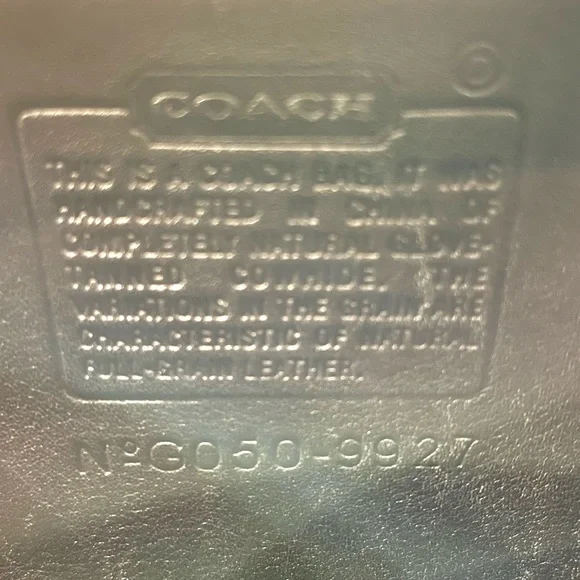 COACH
THIS IS A COACH BAG. IT WAS
HANDCRAFTED IN CHINA OF
COMPLETELY NATURAL GLOVE-
TANNED COWHIDE. THE
VARIATIONS IN THE GRAIN ARE
CHARACTERISTIC OF NATURAL
FULL-GRAIN LEATHER.
NºG050-9927